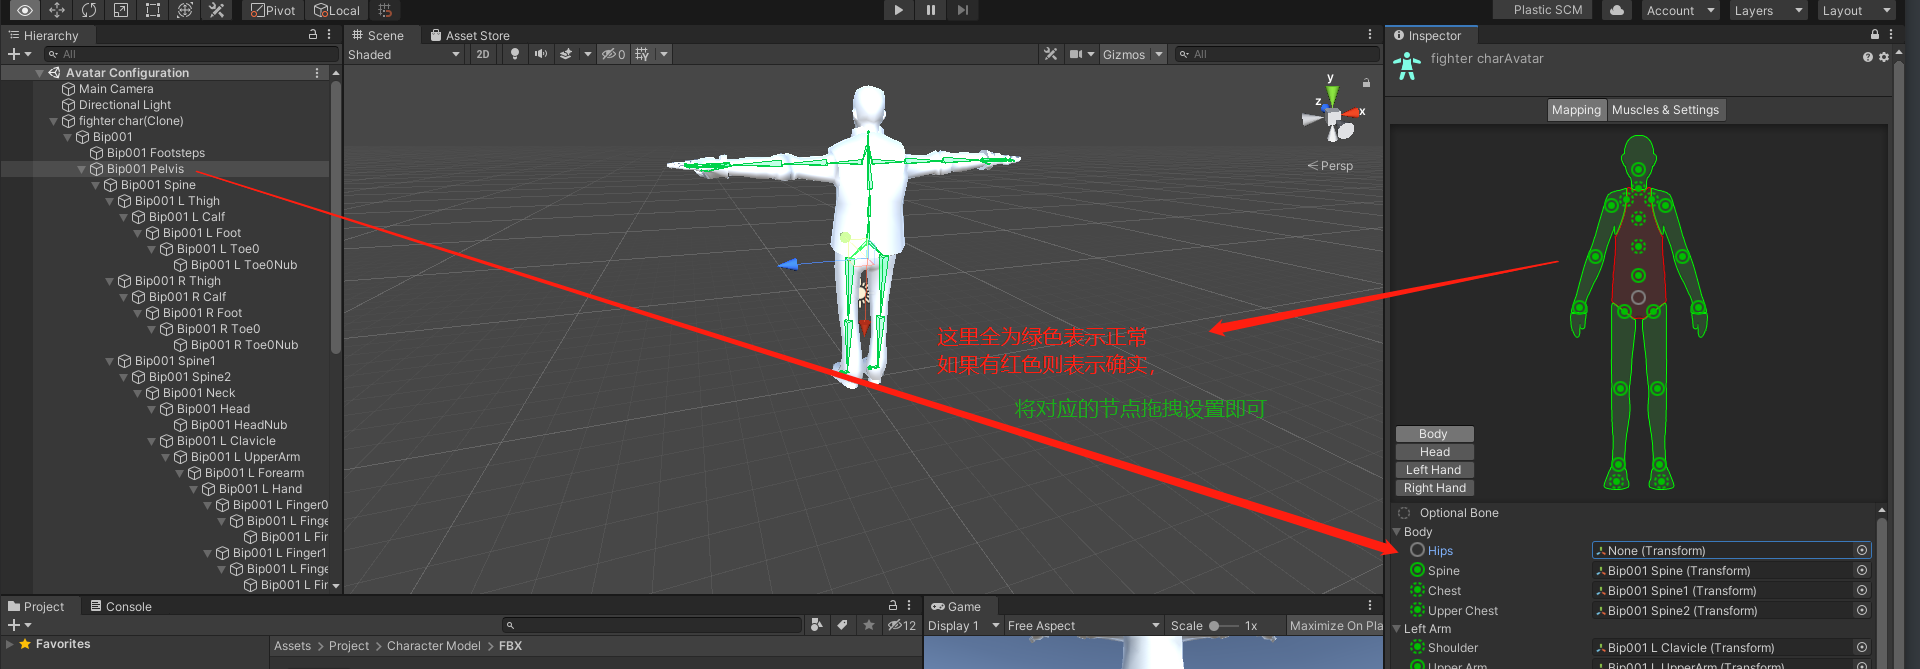 Pivot
Local
Plastic SCM
Account
Layers
Layout
Hierarchy
All
Avatar Configuration
Main Camera
Directional Light
fighter char(Clone)
Bip001
Bip001 Footsteps
Bip001 Pelvis
Bip001 Spine
Bip001 L Thigh
Bip001 L Calf
Bip001 L Foot
Bip001 L Toe0
Bip001 L Toe0Nub
Bip001 R Thigh
Bip001 R Calf
Bip001 R Foot
Bip001 R Toe0
Bip001 R Toe0Nub
Bip001 Spine1
Bip001 Spine2
Bip001 Neck
Bip001 Head
Bip001 HeadNub
Bip001 L Clavicle
Bip001 L UpperArm
Bip001 L Forearm
Bip001 L Hand
Bip001 L Finger0
Bip001 L Finge
Bip001 L Fir
Bip001 L Finger1
Bip001 L Finge
Bip001 L Fir
Scene
Asset Store
Shaded
2D
0
Gizmos
All
y
z
x
Persp
这里全为绿色表示正常
如果有红色则表示确实，
将对应的节点拖拽设置即可
Inspector
fighter charAvatar
Mapping
Muscles & Settings
Body
Head
Left Hand
Right Hand
Optional Bone
Body
Hips
None (Transform)
Spine
Bip001 Spine (Transform)
Chest
Bip001 Spine1 (Transform)
Upper Chest
Bip001 Spine2 (Transform)
Left Arm
Shoulder
Bip001 L Clavicle (Transform)
Upper Arm
Bip001 L UpperArm (Transform)
Project
Console
12
Favorites
Assets > Project > Character Model > FBX
Game
Display 1
Free Aspect
Scale
1x
Maximize On Pla